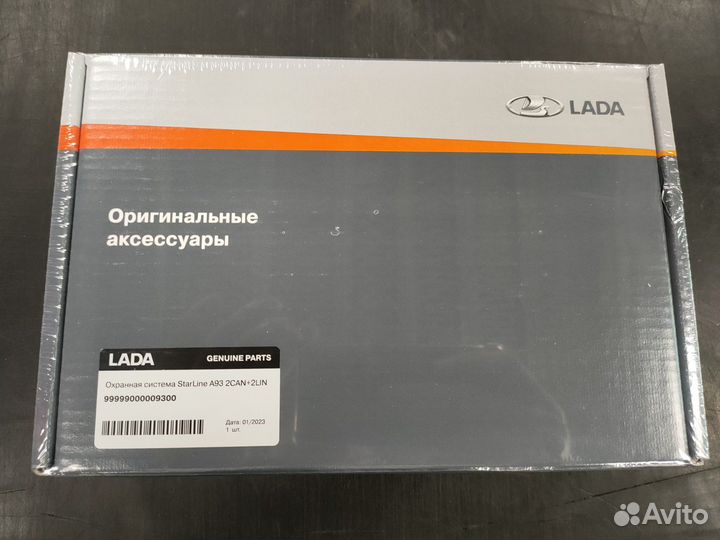 LADA
Оригинальные
аксессуары
LADA GENUINE PARTS
Охранная система StarLine A93 2CAN+2LIN
99999000009300
Дата: 01/2023
1 шт.
Avito